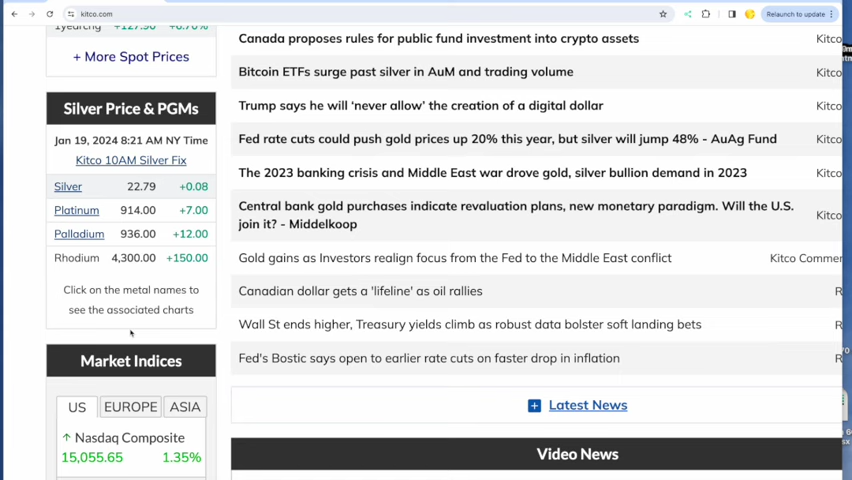 kitco.com
Relaunch to update
+ More Spot Prices
Silver Price & PGMs
Jan 19, 2024 8:21 AM NY Time
Kitco 10AM Silver Fix
Silver 22.79 +0.08
Platinum 914.00 +7.00
Palladium 936.00 +12.00
Rhodium 4,300.00 +150.00
Click on the metal names to
see the associated charts
Market Indices
US EUROPE ASIA
Nasdaq Composite
15,055.65 1.35%
Canada proposes rules for public fund investment into crypto assets Kitco
Bitcoin ETFs surge past silver in AuM and trading volume Kitco
Trump says he will ‘never allow’ the creation of a digital dollar Kitco
Fed rate cuts could push gold prices up 20% this year, but silver will jump 48% - AuAg Fund Kitco
The 2023 banking crisis and Middle East war drove gold, silver bullion demand in 2023 Kitco
Central bank gold purchases indicate revaluation plans, new monetary paradigm. Will the U.S.
join it? - Middelkoop Kitco
Gold gains as Investors realign focus from the Fed to the Middle East conflict Kitco Commer
Canadian dollar gets a 'lifeline' as oil rallies R
Wall St ends higher, Treasury yields climb as robust data bolster soft landing bets R
Fed's Bostic says open to earlier rate cuts on faster drop in inflation R
Latest News
Video News